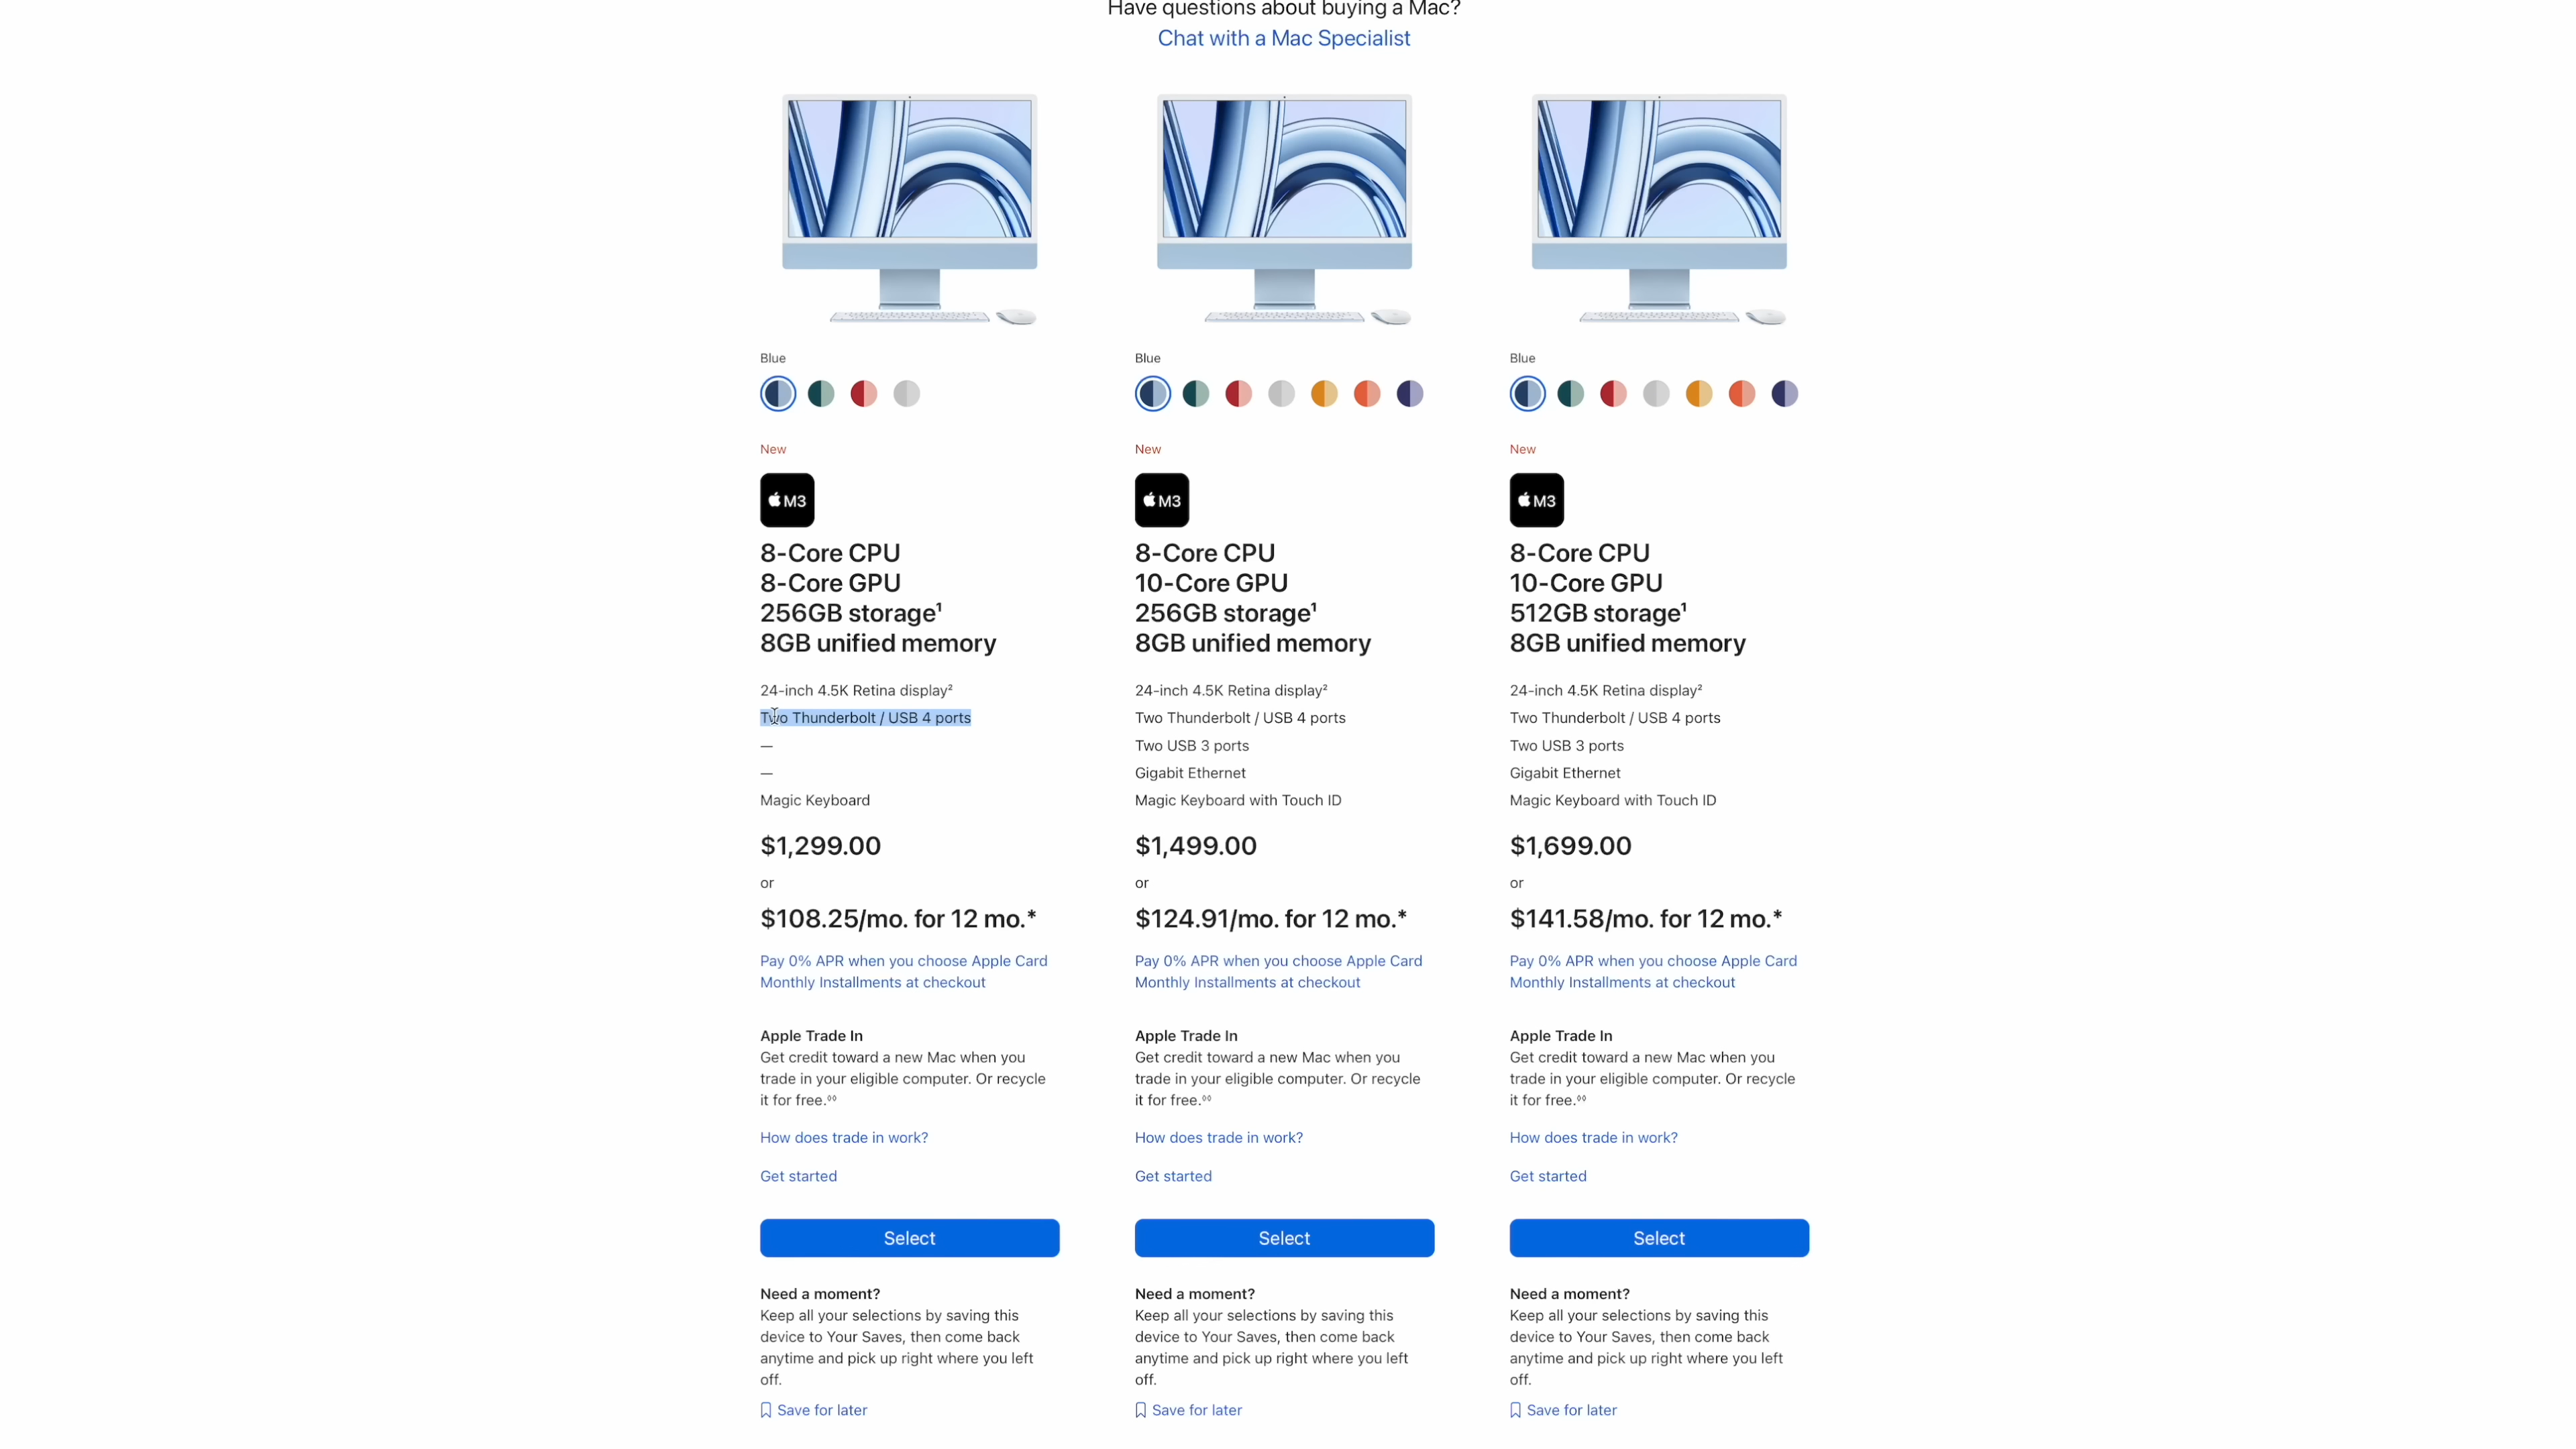 Have questions about buying a Mac?
Chat with a Mac Specialist
Blue
New
M3
8-Core CPU
8-Core GPU
256GB storage¹
8GB unified memory
24-inch 4.5K Retina display²
Two Thunderbolt / USB 4 ports
—
—
Magic Keyboard
$1,299.00
or
$108.25/mo. for 12 mo.*
Pay 0% APR when you choose Apple Card
Monthly Installments at checkout
Apple Trade In
Get credit toward a new Mac when you
trade in your eligible computer. Or recycle
it for free.◊◊
How does trade in work?
Get started
Select
Need a moment?
Keep all your selections by saving this
device to Your Saves, then come back
anytime and pick up right where you left
off.
Save for later
Blue
New
M3
8-Core CPU
10-Core GPU
256GB storage¹
8GB unified memory
24-inch 4.5K Retina display²
Two Thunderbolt / USB 4 ports
Two USB 3 ports
Gigabit Ethernet
Magic Keyboard with Touch ID
$1,499.00
or
$124.91/mo. for 12 mo.*
Pay 0% APR when you choose Apple Card
Monthly Installments at checkout
Apple Trade In
Get credit toward a new Mac when you
trade in your eligible computer. Or recycle
it for free.◊◊
How does trade in work?
Get started
Select
Need a moment?
Keep all your selections by saving this
device to Your Saves, then come back
anytime and pick up right where you left
off.
Save for later
Blue
New
M3
8-Core CPU
10-Core GPU
512GB storage¹
8GB unified memory
24-inch 4.5K Retina display²
Two Thunderbolt / USB 4 ports
Two USB 3 ports
Gigabit Ethernet
Magic Keyboard with Touch ID
$1,699.00
or
$141.58/mo. for 12 mo.*
Pay 0% APR when you choose Apple Card
Monthly Installments at checkout
Apple Trade In
Get credit toward a new Mac when you
trade in your eligible computer. Or recycle
it for free.◊◊
How does trade in work?
Get started
Select
Need a moment?
Keep all your selections by saving this
device to Your Saves, then come back
anytime and pick up right where you left
off.
Save for later